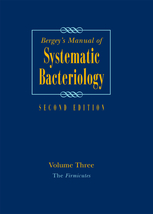 Bergey's Manual of
Systematic
Bacteriology
SECOND EDITION
Volume Three
The Firmicutes